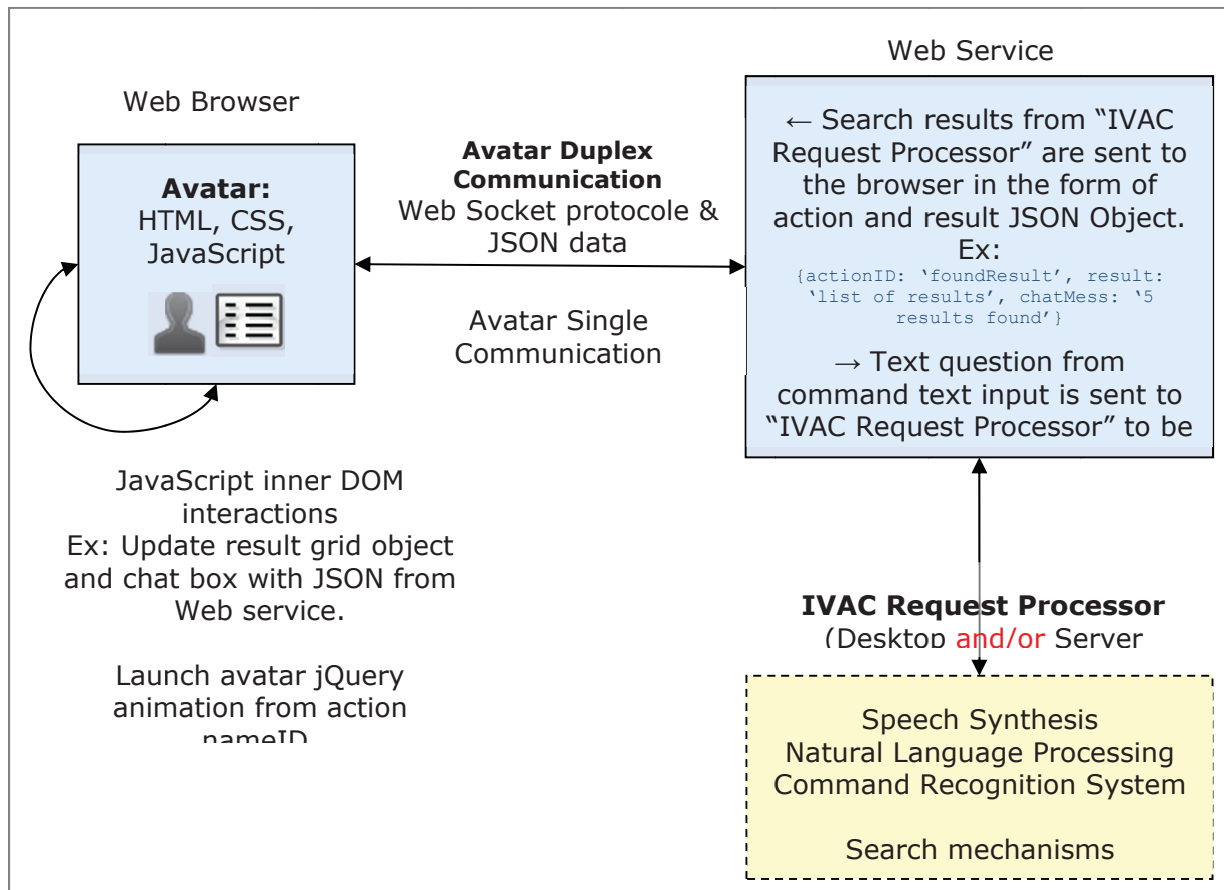 Web Service
Web Browser
← Search results from “IVAC
Request Processor” are sent to
the browser in the form of
action and result JSON Object.
Ex:
{actionID: ‘foundResult’, result:
‘list of results’, chatMess: ‘5
results found’}
→ Text question from
command text input is sent to
“IVAC Request Processor” to be
Avatar:
HTML, CSS,
JavaScript
Avatar Duplex
Communication
Web Socket protocole &
JSON data
Avatar Single
Communication
JavaScript inner DOM
interactions
Ex: Update result grid object
and chat box with JSON from
Web service.
Launch avatar jQuery
animation from action
nameID
IVAC Request Processor
(Desktop and/or Server
Speech Synthesis
Natural Language Processing
Command Recognition System
Search mechanisms